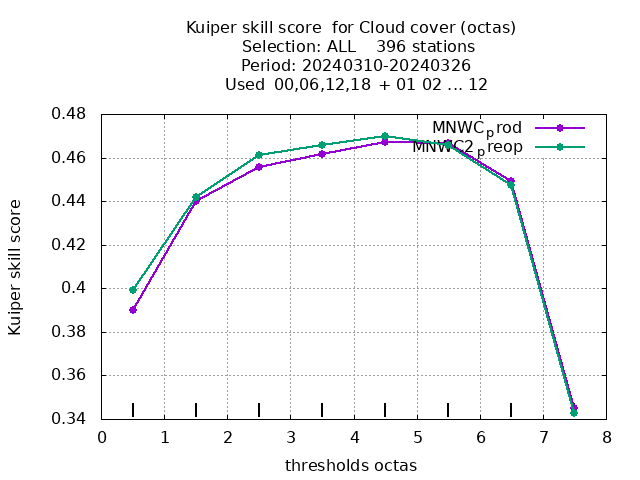 Kuiper skill score  for Cloud cover (octas)
Selection: ALL    396 stations
Period: 20240310-20240326
Used  00,06,12,18 + 01 02 ... 12
MNWCprod
MNWC2preop
0.48
0.46
0.44
0.42
0.4
0.38
0.36
0.34
Kuiper skill score
0 1 2 3 4 5 6 7 8
thresholds octas